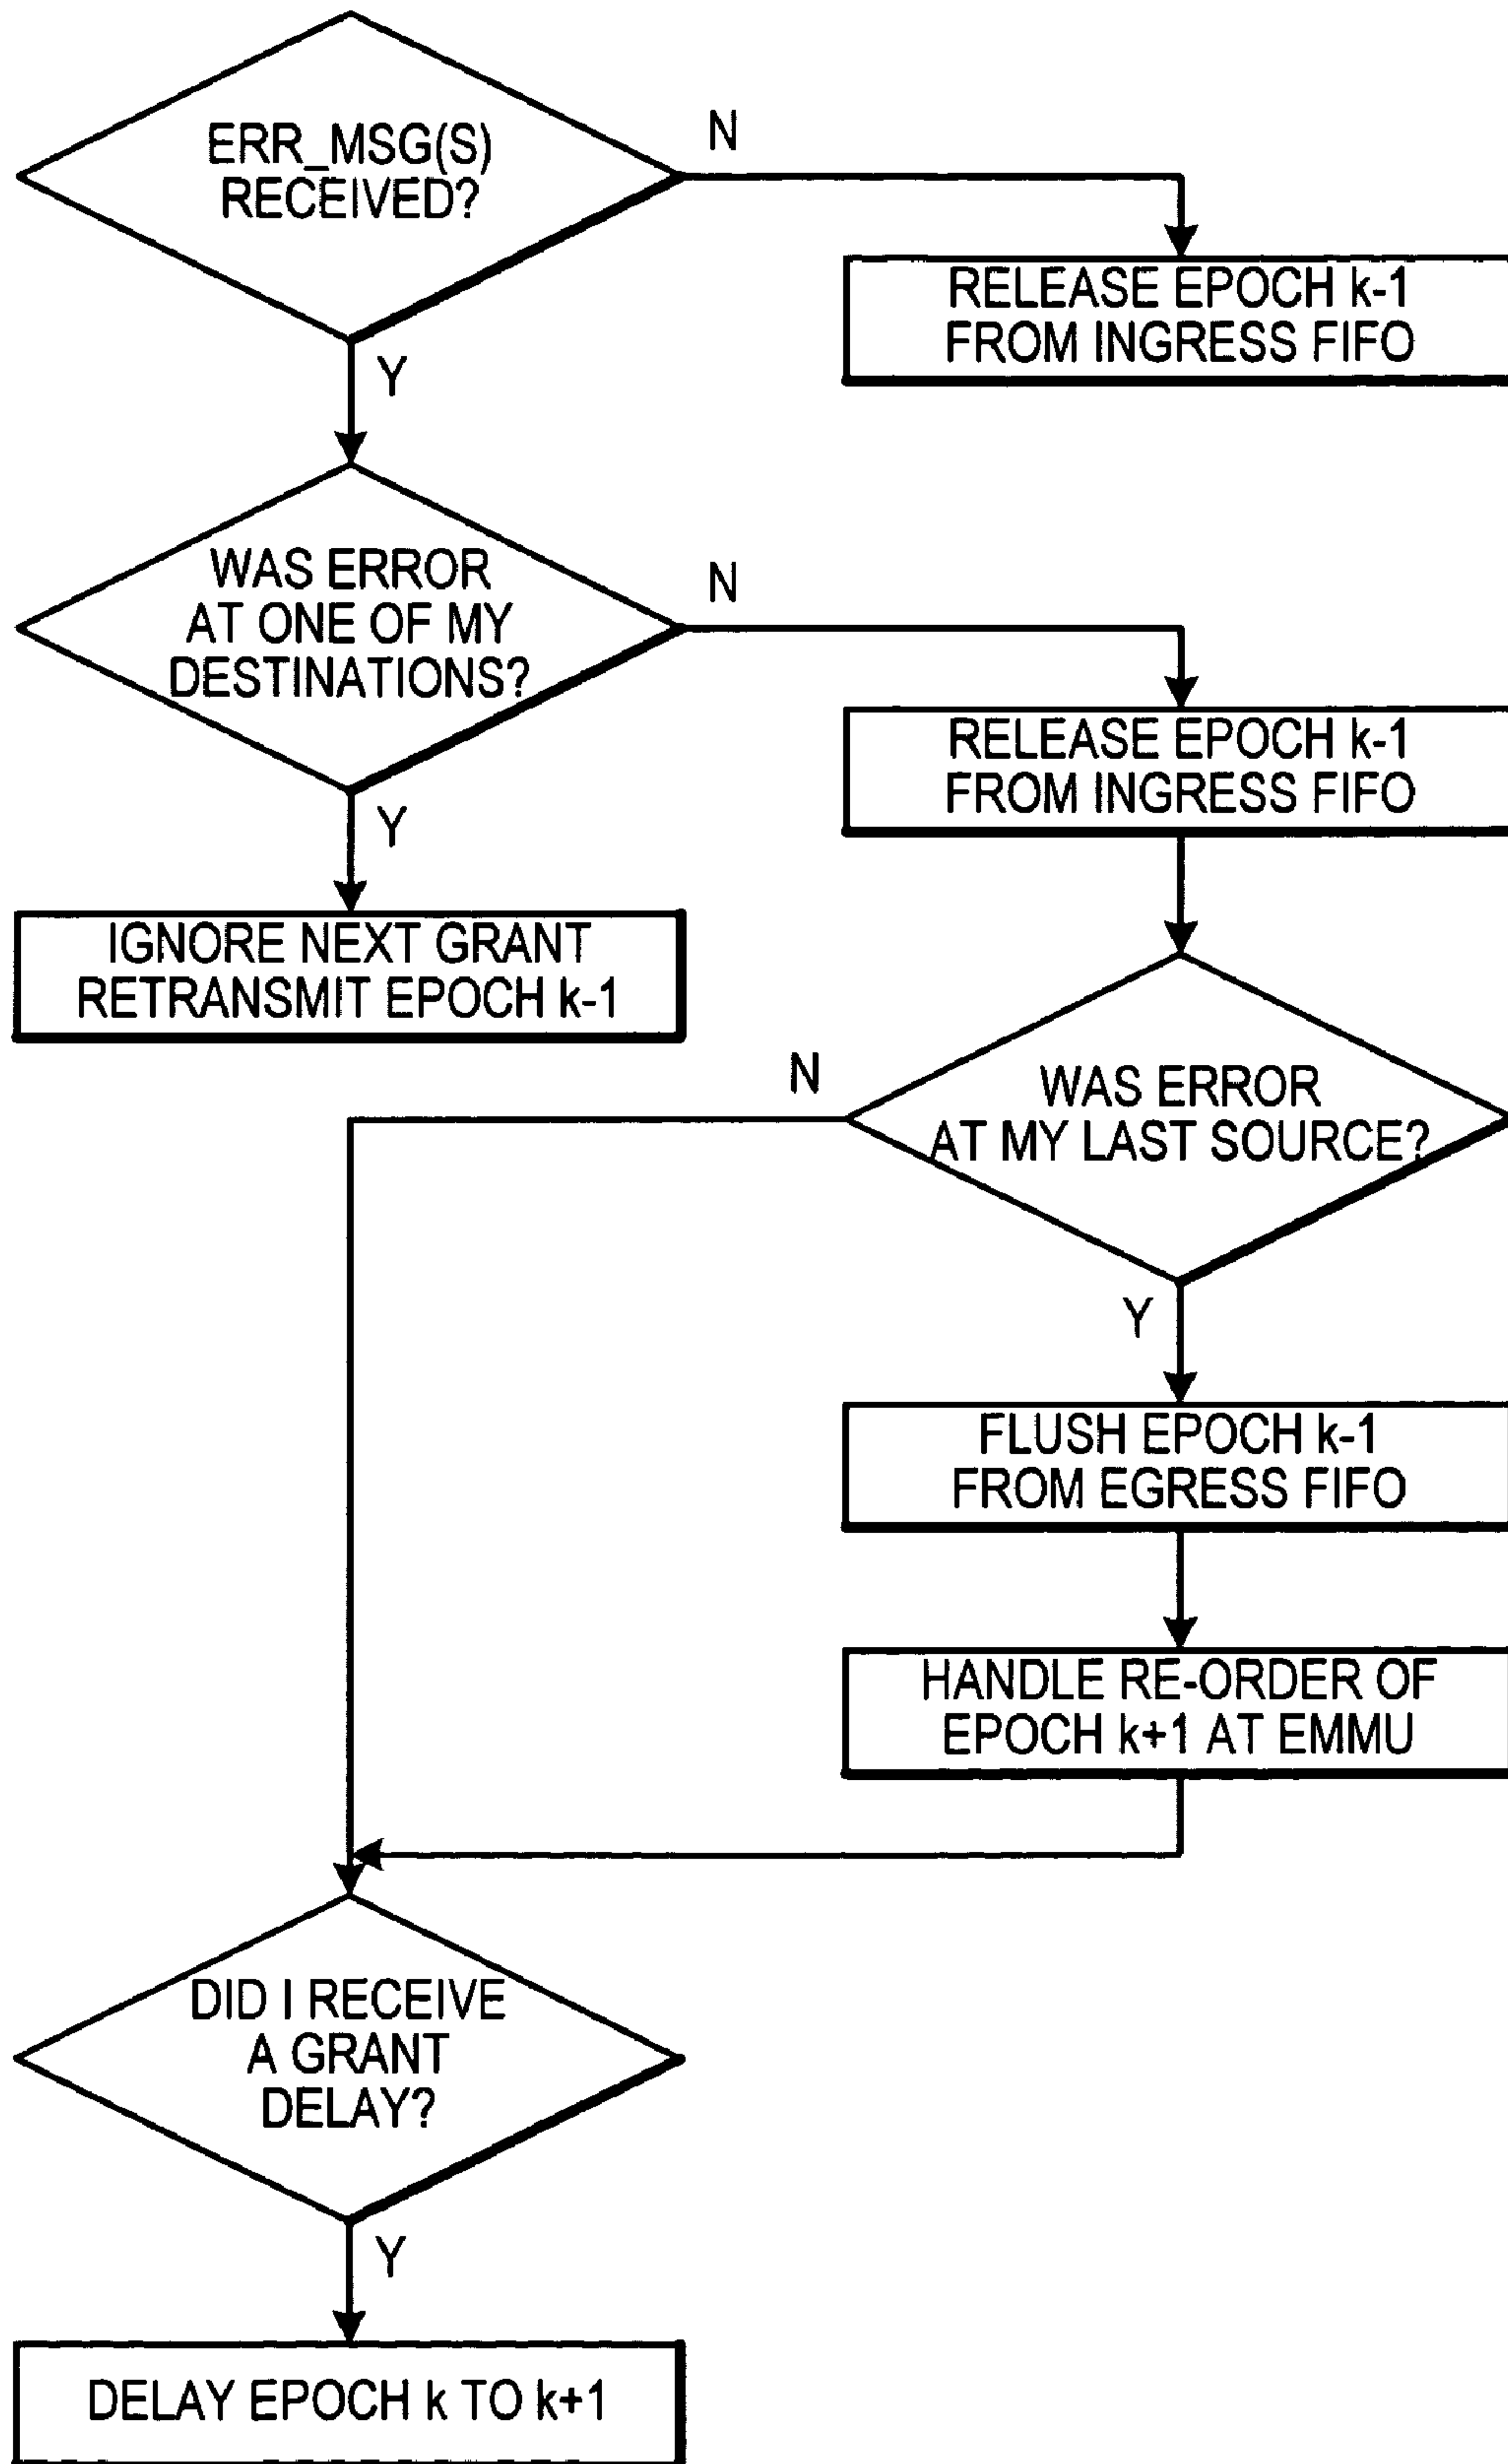 ERR_MSG(S)
RECEIVED?
N
RELEASE EPOCH k-1
FROM INGRESS FIFO
Y
WAS ERROR
AT ONE OF MY
DESTINATIONS?
N
RELEASE EPOCH k-1
FROM INGRESS FIFO
Y
IGNORE NEXT GRANT
RETRANSMIT EPOCH k-1
N
WAS ERROR
AT MY LAST SOURCE?
Y
FLUSH EPOCH k-1
FROM EGRESS FIFO
HANDLE RE-ORDER OF
EPOCH k+1 AT EMMU
DID I RECEIVE
A GRANT
DELAY?
Y
DELAY EPOCH k TO k+1